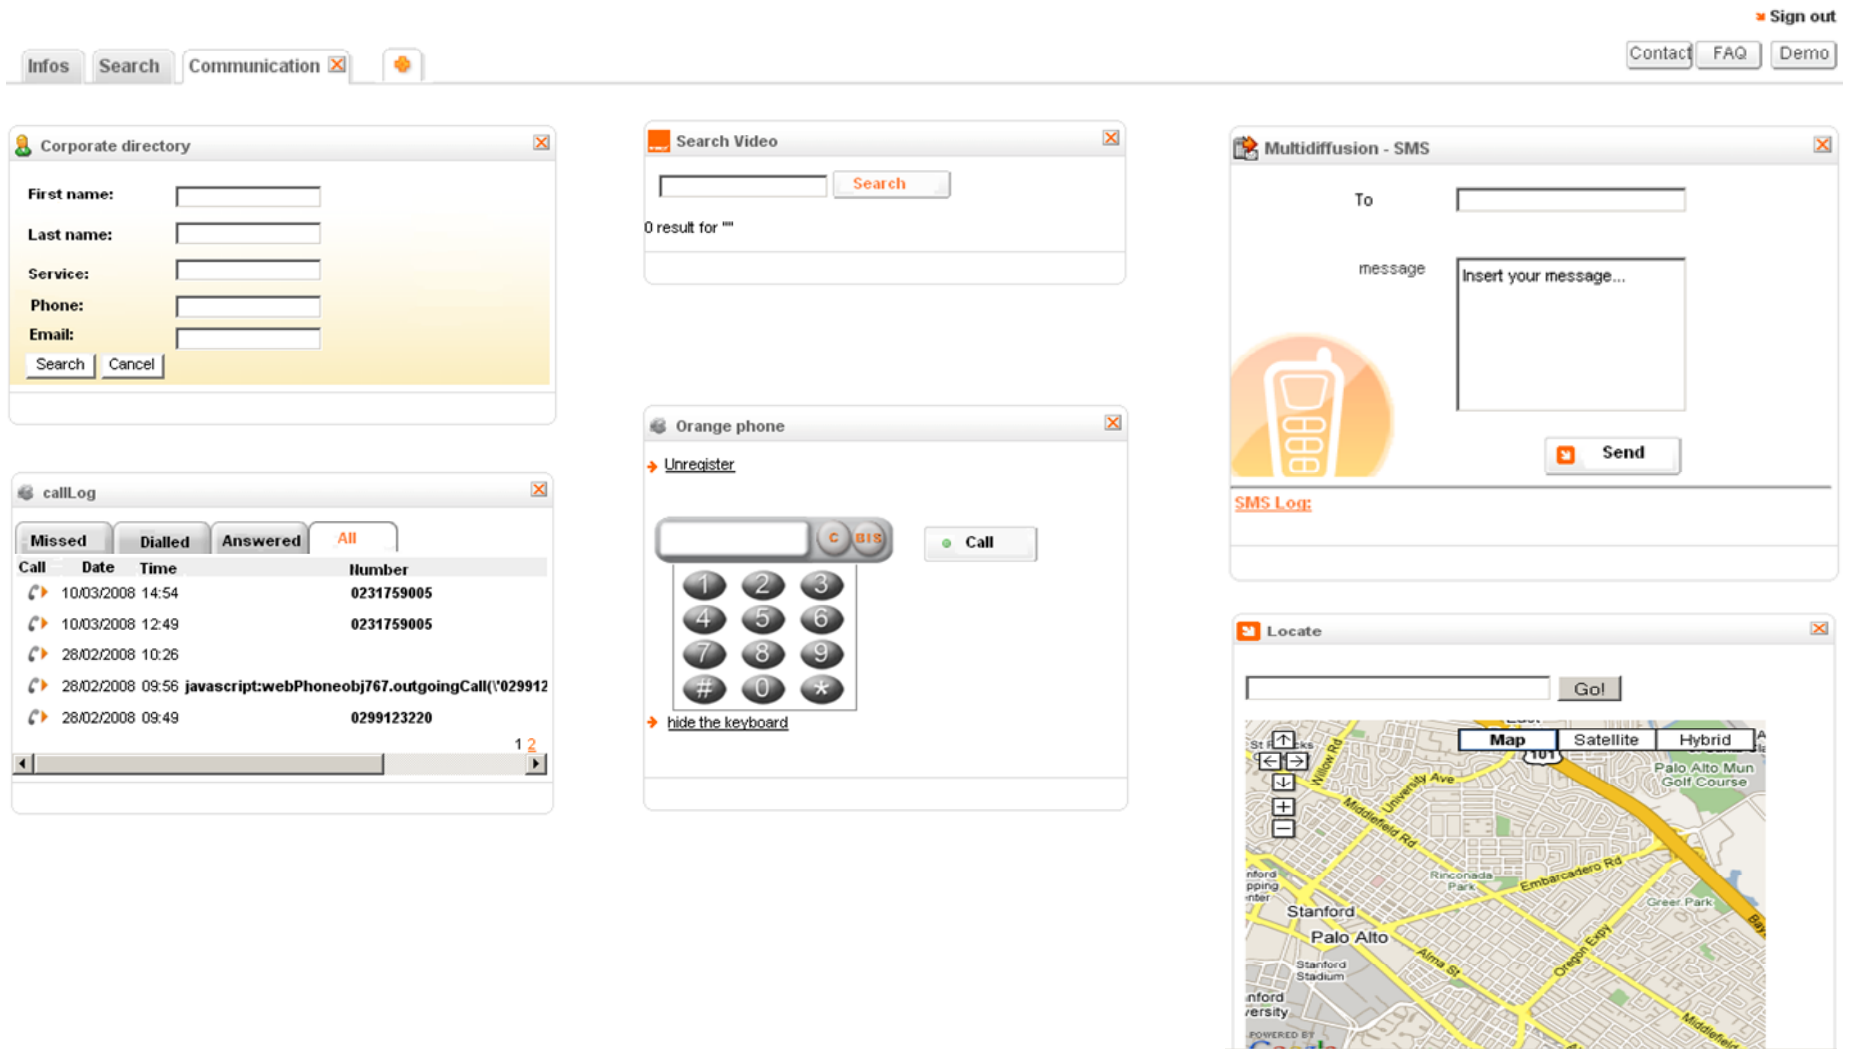 Sign out
Infos Search Communication
Contact FAQ Demo
Corporate directory
First name:
Last name:
Service:
Phone:
Email:
Search Cancel
callLog
Missed Dialled Answered All
Call Date Time Number
10/03/2008 14:54 0231759005
10/03/2008 12:49 0231759005
28/02/2008 10:26
28/02/2008 09:56 javascript:webPhoneobj767.outgoingCall(\'029912
28/02/2008 09:49 0299123220
1 2
Search Video
Search
0 result for ""
Orange phone
Unregister
C BIS
Call
1 2 3
4 5 6
7 8 9
# 0 *
hide the keyboard
Multidiffusion - SMS
To
message
Insert your message...
Send
SMS Log:
Locate
Go!
Map Satellite Hybrid
101
Willow Rd
University Ave
Palo Alto Mun
Golf Course
Middlefield Rd
Embarcadero Rd
Rinconada
Park
Greer Park
Stanford
Palo Alto
Oregon Expy
Alma St
Stanford
Stadium
POWERED BY